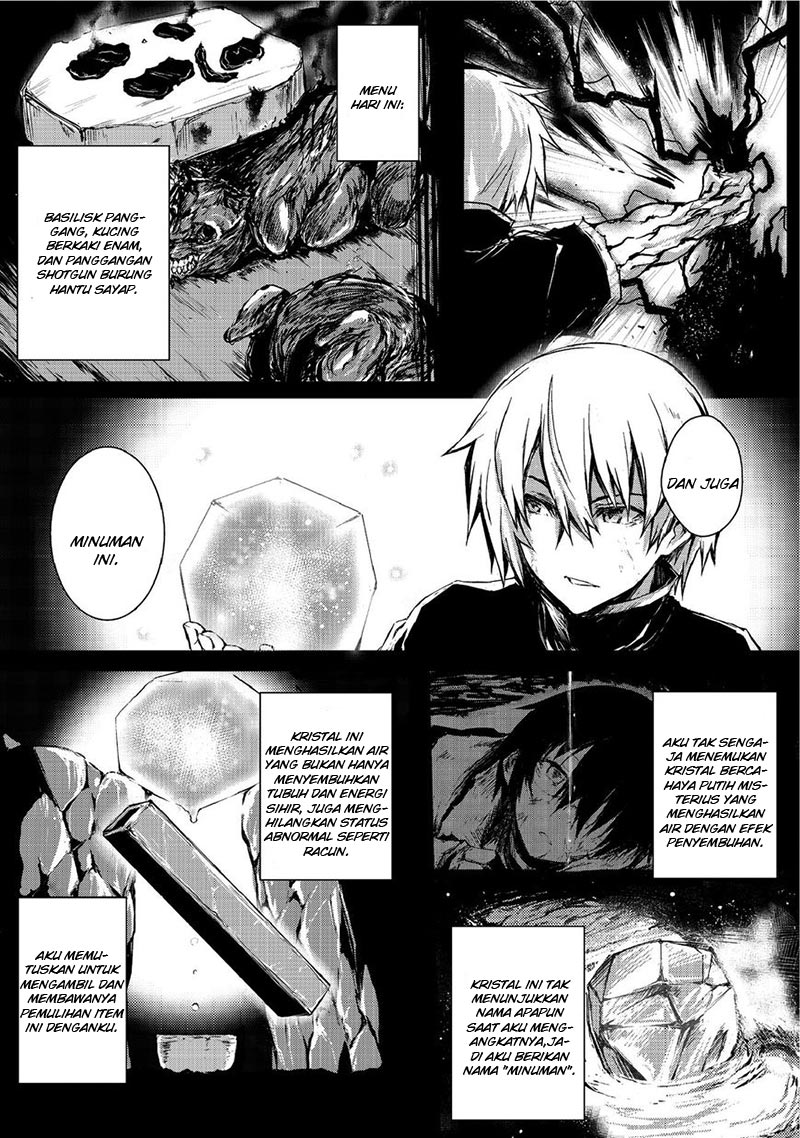 MENU
HARI INI:
BASILISK PANG-
GANG, KUCING
BERKAKI ENAM,
DAN PANGGANGAN
SHOTGUN BURUNG
HANTU SAYAP.
DAN JUGA
MINUMAN
INI.
AKU TAK SENGA-
JA MENEMUKAN
KRISTAL BERCA-
HAYA PUTIH MIS-
TERIUS YANG
MENGHASILKAN
AIR DENGAN EFEK
PENYEMBUHAN.
KRISTAL INI
MENGHASILKAN AIR
YANG BUKAN HANYA
MENYEMBUHKAN
TUBUH DAN ENERGI
SIHIR, JUGA MENG-
HILANGKAN STATUS
ABNORMAL SEPERTI
RACUN.
KRISTAL INI TAK
MENUNJUKKAN
NAMA APAPUN
SAAT AKU MENG-
ANGKATNYA,JA-
DI AKU BERIKAN
NAMA "MINUMAN".
AKU MEMU-
TUSKAN UNTUK
MENGAMBIL DAN
MEMBAWANYA
PEMULIHAN ITEM
INI DENGANKU.